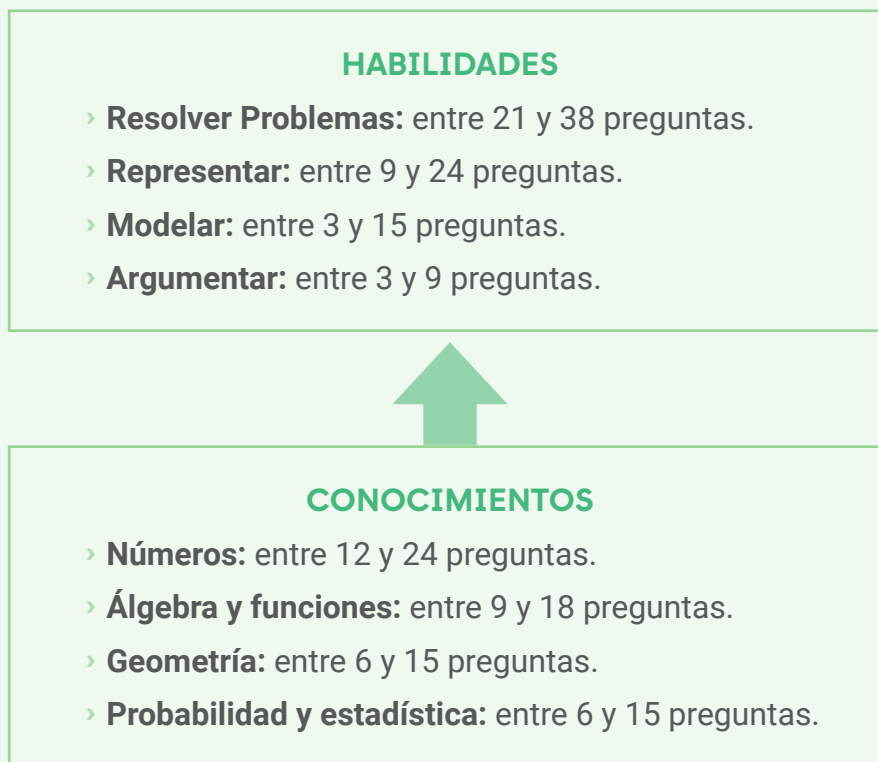 HABILIDADES
› Resolver Problemas: entre 21 y 38 preguntas.
› Representar: entre 9 y 24 preguntas.
› Modelar: entre 3 y 15 preguntas.
› Argumentar: entre 3 y 9 preguntas.
CONOCIMIENTOS
› Números: entre 12 y 24 preguntas.
› Álgebra y funciones: entre 9 y 18 preguntas.
› Geometría: entre 6 y 15 preguntas.
› Probabilidad y estadística: entre 6 y 15 preguntas.